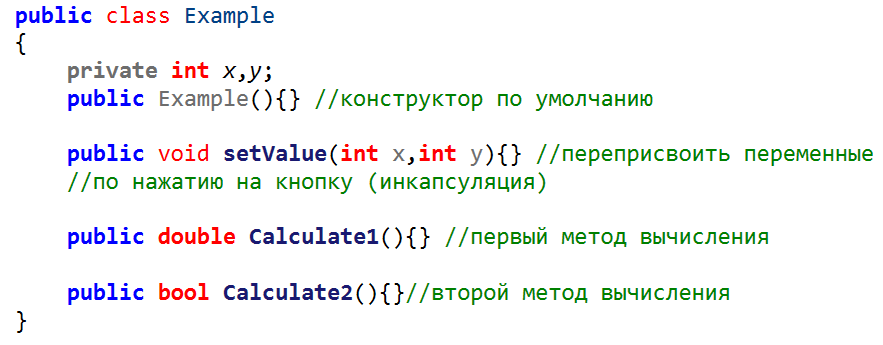 public class Example
{
private int x,y;
public Example(){} //конструктор по умолчанию
public void setValue(int x,int y){} //переприсвоить переменные
//по нажатию на кнопку (инкапсуляция)
public double Calculate1(){} //первый метод вычисления
public bool Calculate2(){}//второй метод вычисления
}